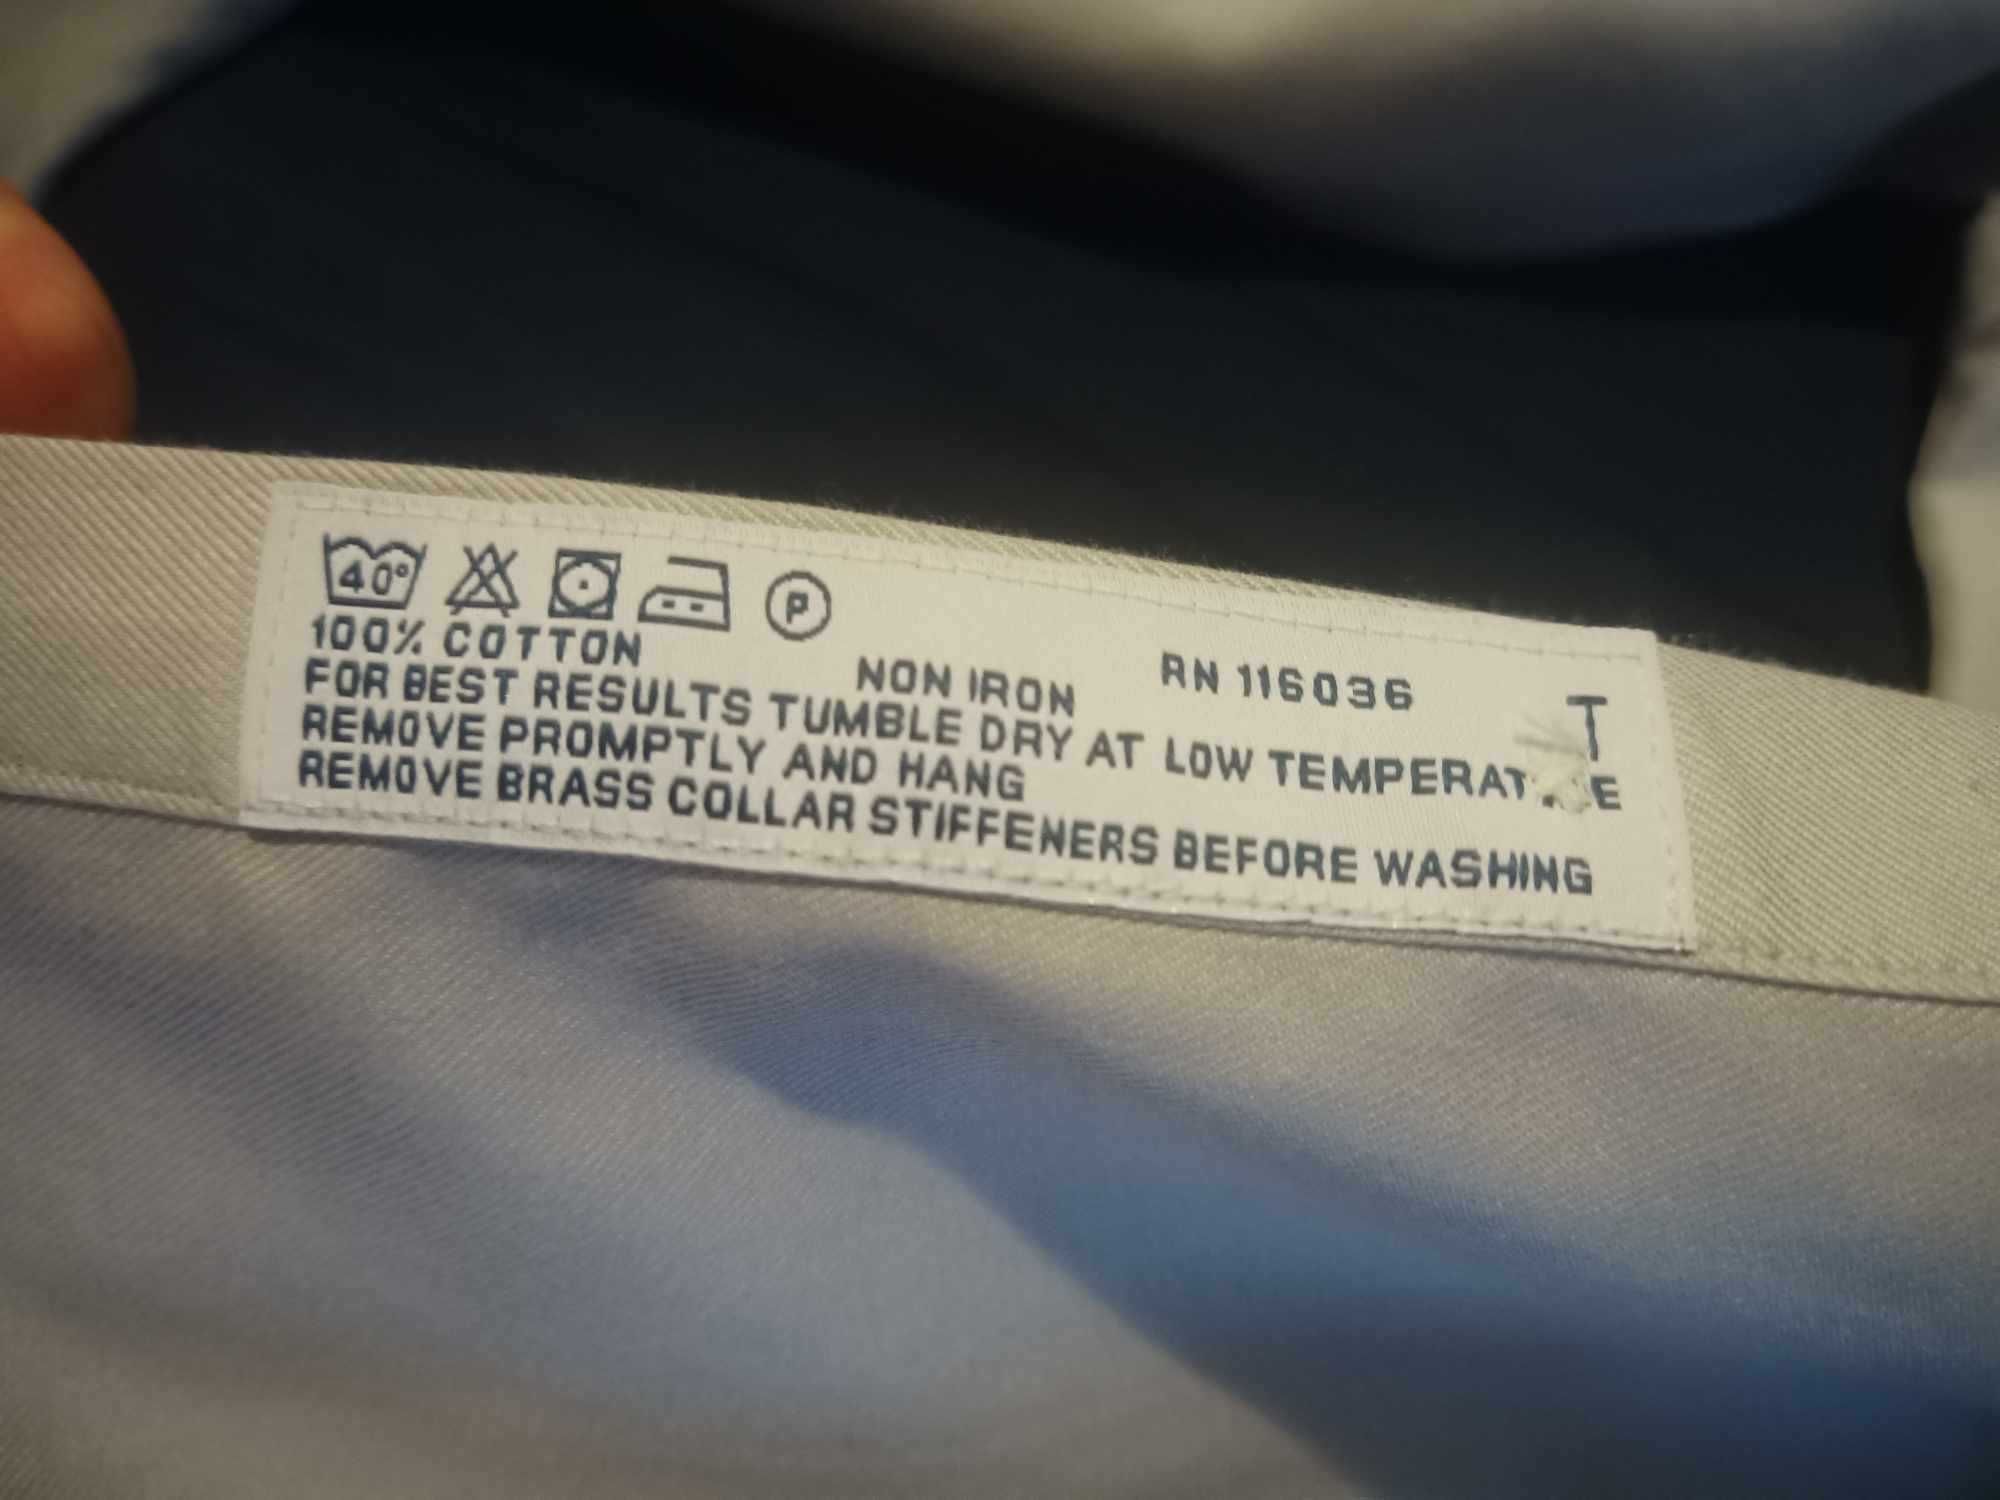 40° P
100% COTTON NON IRON RN 116036 T
FOR BEST RESULTS TUMBLE DRY AT LOW
REMOVE PROMPTLY AND HANG
REMOVE BRASS COLLAR STIFFENERS BEFORE WASHING